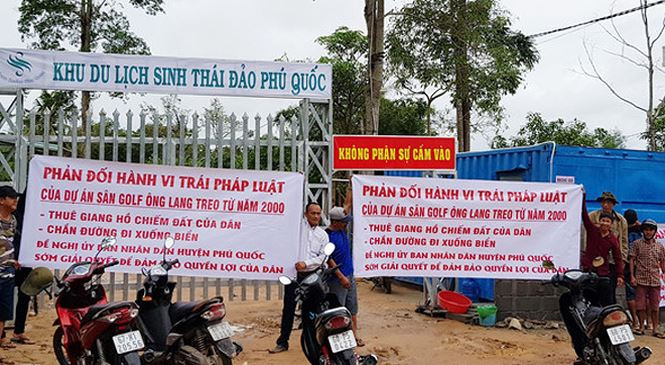 KHU DU LỊCH SINH THÁI ĐẢO PHÚ QUỐC
KHÔNG PHẬN SỰ CẤM VÀO
PHẢN ĐỐI HÀNH VI TRÁI PHÁP LUẬT
CỦA DỰ ÁN SÂN GOLF ÔNG LANG TREO TỪ NĂM 2000
- THUÊ GIANG HỒ CHIẾM ĐẤT CỦA DÂN
- CHẮN ĐƯỜNG ĐI XUỐNG BIỂN
ĐỀ NGHỊ ỦY BAN NHÂN DÂN HUYỆN PHÚ QUỐC
SỚM GIẢI QUYẾT ĐỂ ĐẢM BẢO QUYỀN LỢI CỦA DÂN
PHẢN ĐỐI HÀNH VI TRÁI PHÁP LUẬT
CỦA DỰ ÁN SÂN GOLF ÔNG LANG TREO TỪ NĂM 2000
- THUÊ GIANG HỒ CHIẾM ĐẤT CỦA DÂN
- CHẮN ĐƯỜNG ĐI XUỐNG BIỂN
ĐỀ NGHỊ ỦY BAN NHÂN DÂN HUYỆN PHÚ QUỐC
SỚM GIẢI QUYẾT ĐỂ ĐẢM BẢO QUYỀN LỢI CỦA DÂN
67-K1
70556